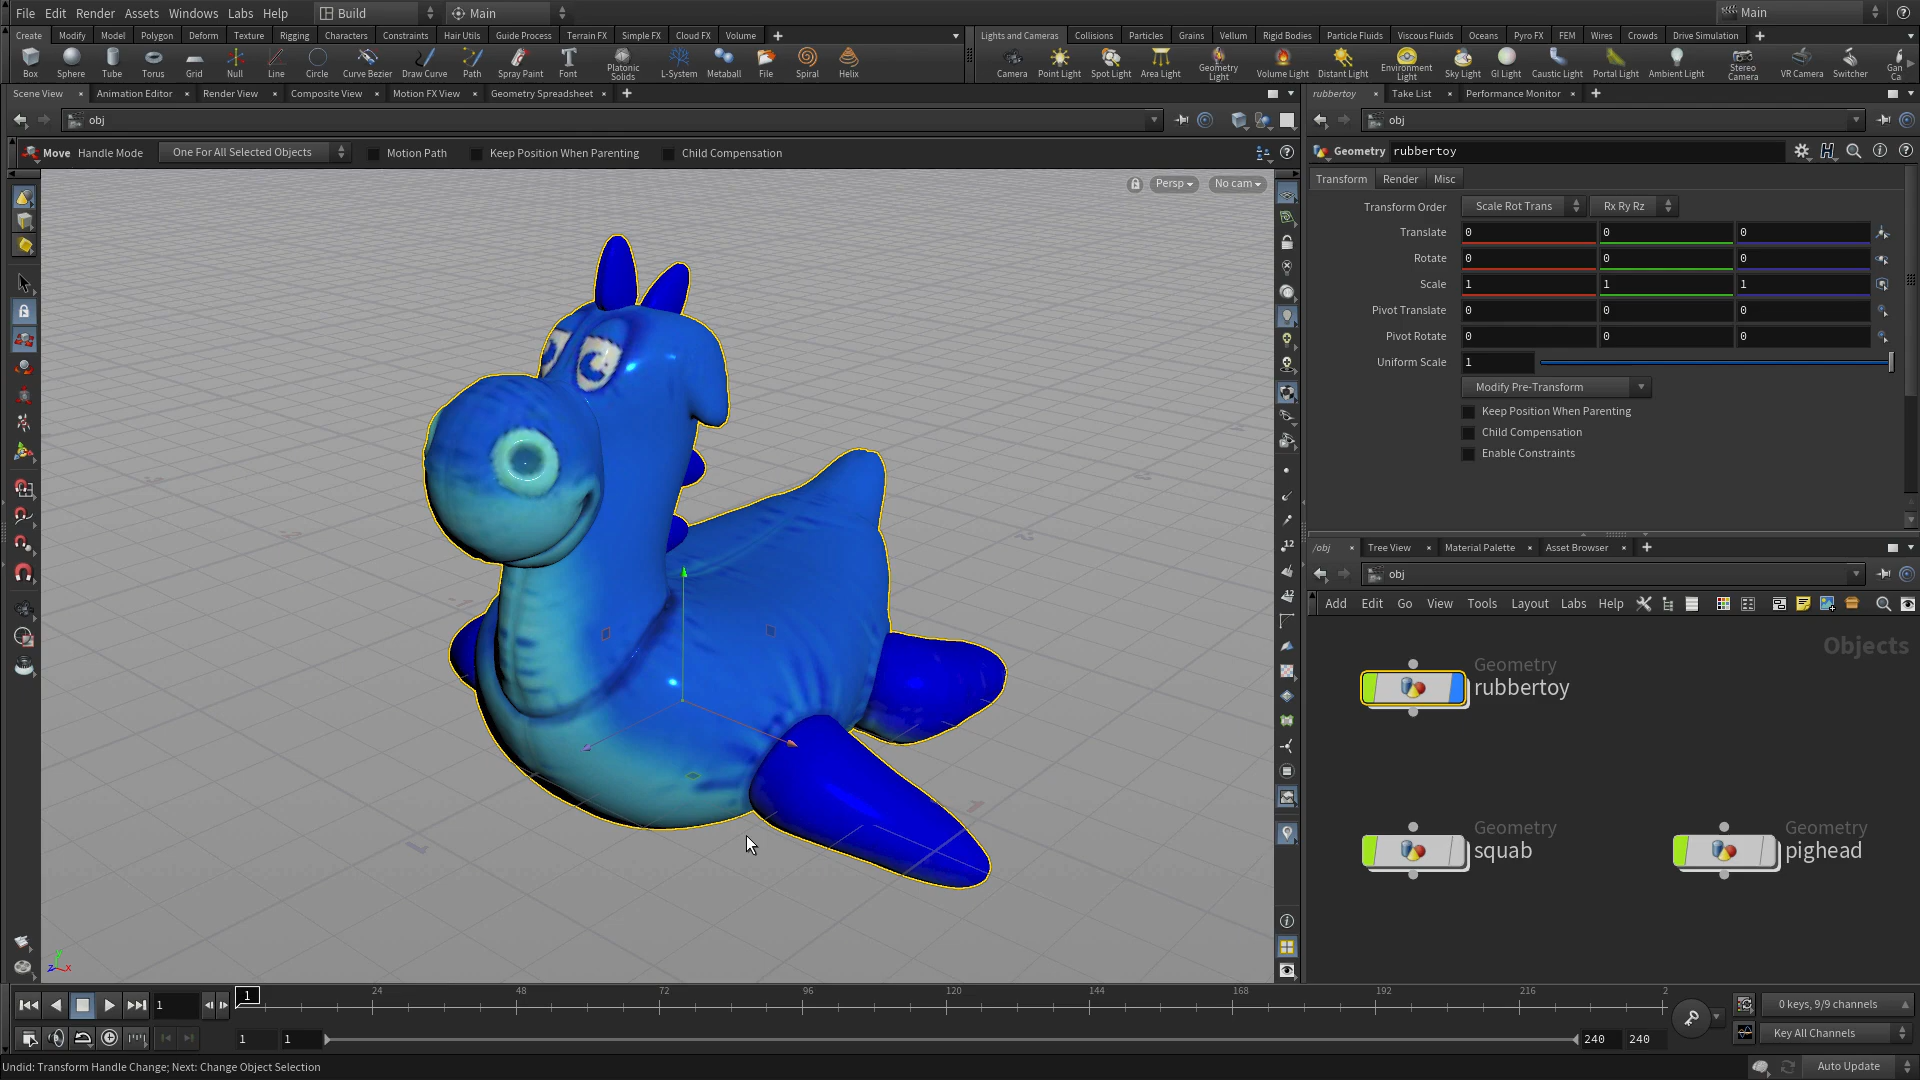 File Edit Render Assets Windows Labs Help Build Main Main
Create Modify Model Polygon Deform Texture Rigging Characters Constraints Hair Utils Guide Process Terrain FX Simple FX Cloud FX Volume
Lights and Cameras Collisions Particles Grains Vellum Rigid Bodies Particle Fluids Viscous Fluids Oceans Pyro FX FEM Wires Crowds Drive Simulation
Box Sphere Tube Torus Grid Null Line Circle Curve Bezier Draw Curve Path Spray Paint Font Platonic Solids L-System Metaball File Spiral Helix
Camera Point Light Spot Light Area Light Geometry Light Volume Light Distant Light Environment Light Sky Light GI Light Caustic Light Portal Light Ambient Light Stereo Camera VR Camera Switcher Gan Ca
Scene View Animation Editor Render View Composite View Motion FX View Geometry Spreadsheet
rubbertoy Take List Performance Monitor
obj
obj
Move Handle Mode One For All Selected Objects Motion Path Keep Position When Parenting Child Compensation
Geometry rubbertoy
Persp No cam
Transform Render Misc
Transform Order Scale Rot Trans Rx Ry Rz
Translate 0 0 0
Rotate 0 0 0
Scale 1 1 1
Pivot Translate 0 0 0
Pivot Rotate 0 0 0
Uniform Scale 1
Modify Pre-Transform
Keep Position When Parenting
Child Compensation
Enable Constraints
/obj Tree View Material Palette Asset Browser
obj
Add Edit Go View Tools Layout Labs Help
Objects
Geometry
rubbertoy
Geometry
squab
Geometry
pighead
12
12
z y x
1 1 24 48 72 96 120 144 168 192 216 2
0 keys, 9/9 channels
1 1 240 240
Key All Channels
Undid: Transform Handle Change; Next: Change Object Selection
Auto Update